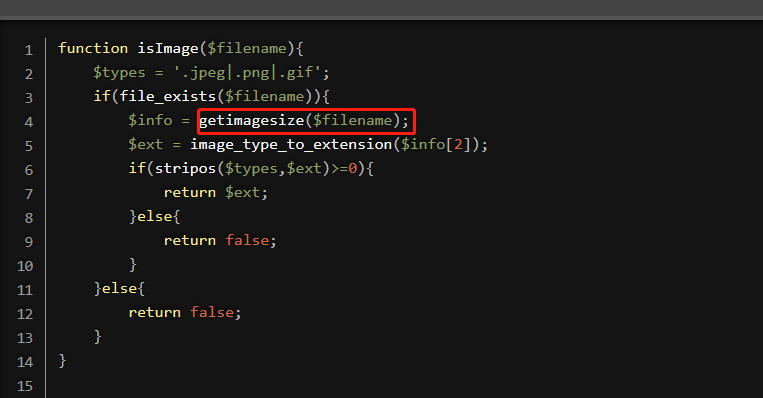 1 function isImage($filename){
2 $types = '.jpeg|.png|.gif';
3 if(file_exists($filename)){
4 $info = getimagesize($filename);
5 $ext = image_type_to_extension($info[2]);
6 if(stripos($types,$ext)>=0){
7 return $ext;
8 }else{
9 return false;
10 }
11 }else{
12 return false;
13 }
14 }
15